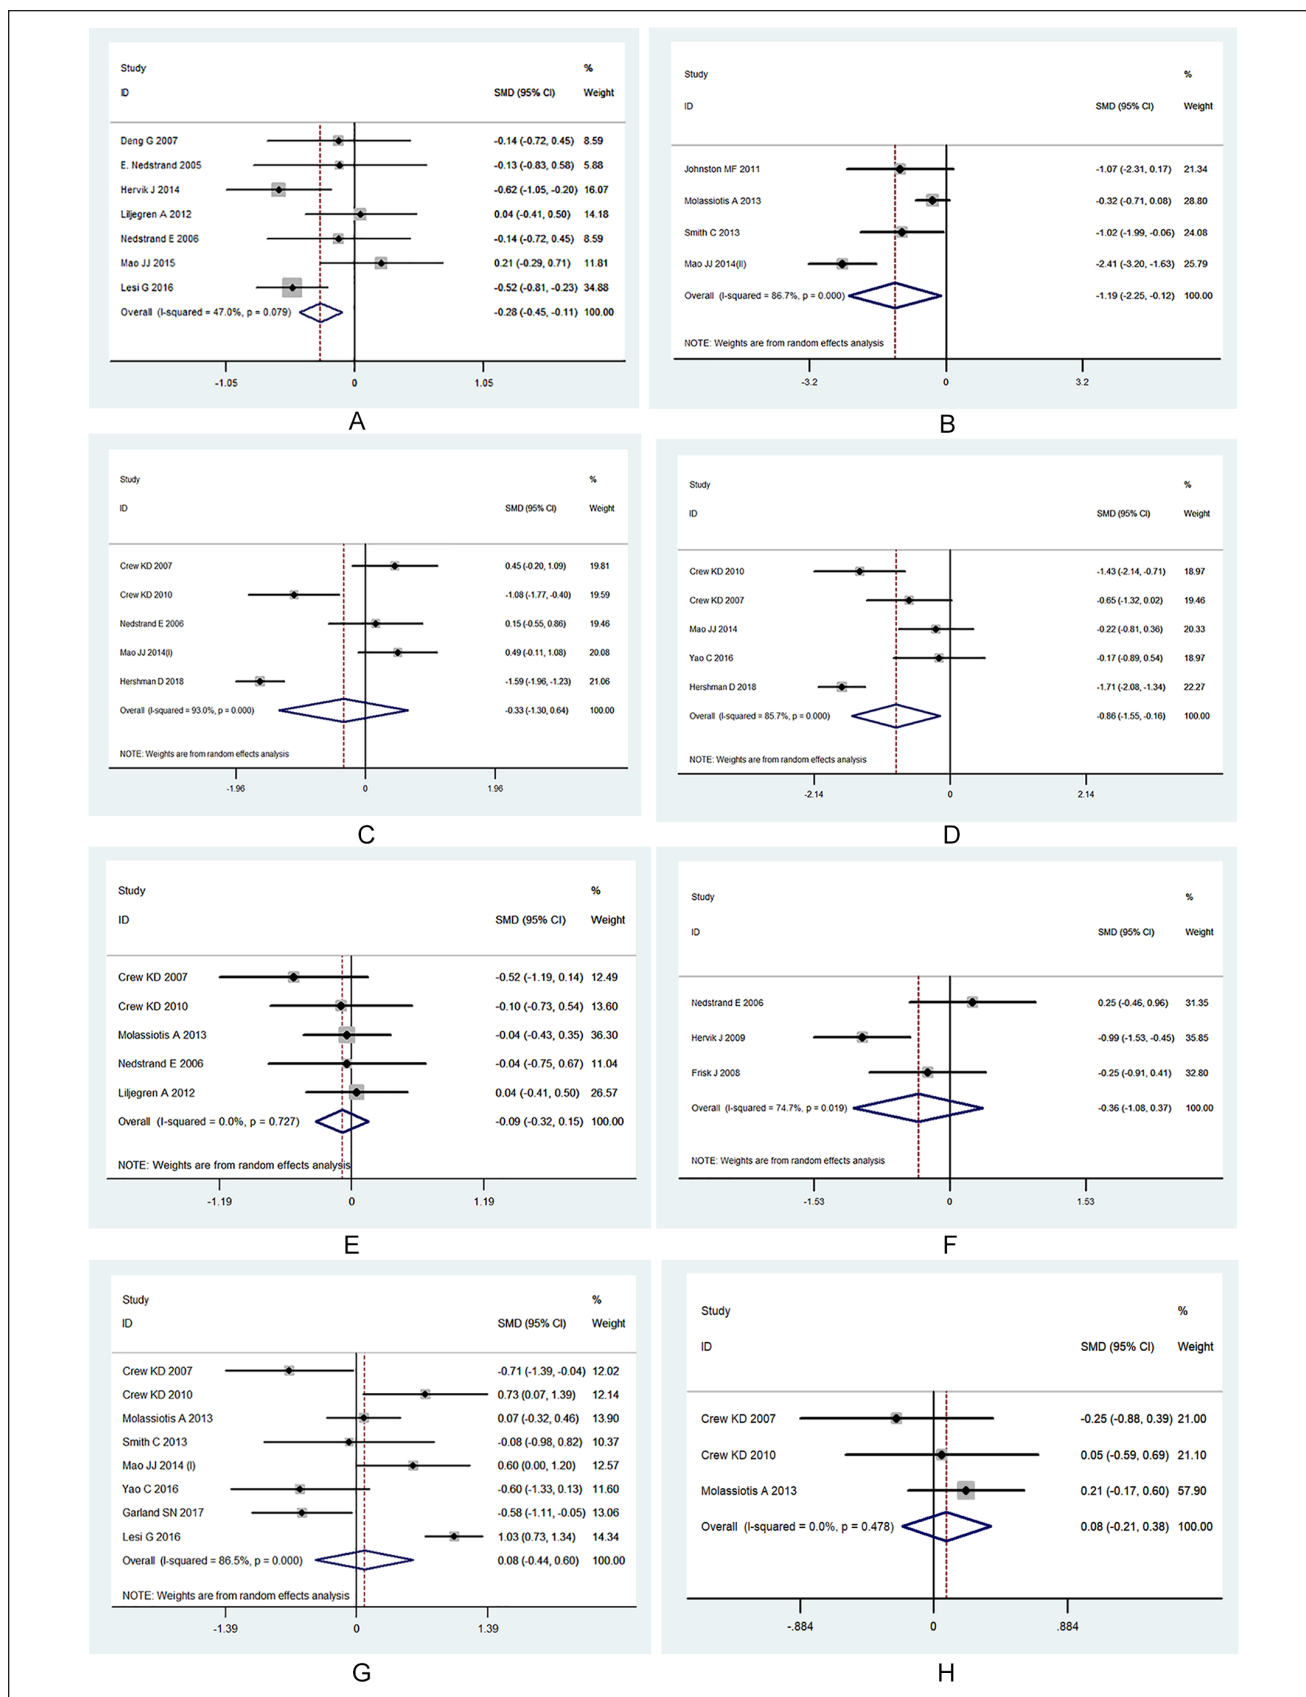 Study %
ID SMD (95% CI) Weight
Deng G 2007 -0.14 (-0.72, 0.45) 8.59
E. Nedstrand 2005 -0.13 (-0.83, 0.58) 5.88
Hervik J 2014 -0.62 (-1.05, -0.20) 16.07
Liljegren A 2012 0.04 (-0.41, 0.50) 14.18
Nedstrand E 2006 -0.14 (-0.72, 0.45) 8.59
Mao JJ 2015 0.21 (-0.29, 0.71) 11.81
Lesi G 2016 -0.52 (-0.81, -0.23) 34.88
Overall (I-squared = 47.0%, p = 0.079) -0.28 (-0.45, -0.11) 100.00
-1.05 0 1.05
A
Study %
ID SMD (95% CI) Weight
Johnston MF 2011 -1.07 (-2.31, 0.17) 21.34
Molassiotis A 2013 -0.32 (-0.71, 0.08) 28.80
Smith C 2013 -1.02 (-1.99, -0.06) 24.08
Mao JJ 2014(II) -2.41 (-3.20, -1.63) 25.79
Overall (I-squared = 86.7%, p = 0.000) -1.19 (-2.25, -0.12) 100.00
NOTE: Weights are from random effects analysis
-3.2 0 3.2
B
Study %
ID SMD (95% CI) Weight
Crew KD 2007 0.45 (-0.20, 1.09) 19.81
Crew KD 2010 -1.08 (-1.77, -0.40) 19.59
Nedstrand E 2006 0.15 (-0.55, 0.86) 19.46
Mao JJ 2014(I) 0.49 (-0.11, 1.08) 20.08
Hershman D 2018 -1.59 (-1.96, -1.23) 21.06
Overall (I-squared = 93.0%, p = 0.000) -0.33 (-1.30, 0.64) 100.00
NOTE: Weights are from random effects analysis
-1.96 0 1.96
C
Study %
ID SMD (95% CI) Weight
Crew KD 2010 -1.43 (-2.14, -0.71) 18.97
Crew KD 2007 -0.65 (-1.32, 0.02) 19.46
Mao JJ 2014 -0.22 (-0.81, 0.36) 20.33
Yao C 2016 -0.17 (-0.89, 0.54) 18.97
Hershman D 2018 -1.71 (-2.08, -1.34) 22.27
Overall (I-squared = 85.7%, p = 0.000) -0.86 (-1.55, -0.16) 100.00
NOTE: Weights are from random effects analysis
-2.14 0 2.14
D
Study %
ID SMD (95% CI) Weight
Crew KD 2007 -0.52 (-1.19, 0.14) 12.49
Crew KD 2010 -0.10 (-0.73, 0.54) 13.60
Molassiotis A 2013 -0.04 (-0.43, 0.35) 36.30
Nedstrand E 2006 -0.04 (-0.75, 0.67) 11.04
Liljegren A 2012 0.04 (-0.41, 0.50) 26.57
Overall (I-squared = 0.0%, p = 0.727) -0.09 (-0.32, 0.15) 100.00
NOTE: Weights are from random effects analysis
-1.19 0 1.19
E
Study %
ID SMD (95% CI) Weight
Nedstrand E 2006 0.25 (-0.46, 0.96) 31.35
Hervik J 2009 -0.99 (-1.53, -0.45) 35.85
Frisk J 2008 -0.25 (-0.91, 0.41) 32.80
Overall (I-squared = 74.7%, p = 0.019) -0.36 (-1.08, 0.37) 100.00
NOTE: Weights are from random effects analysis
-1.53 0 1.53
F
Study %
ID SMD (95% CI) Weight
Crew KD 2007 -0.71 (-1.39, -0.04) 12.02
Crew KD 2010 0.73 (0.07, 1.39) 12.14
Molassiotis A 2013 0.07 (-0.32, 0.46) 13.90
Smith C 2013 -0.08 (-0.98, 0.82) 10.37
Mao JJ 2014 (I) 0.60 (0.00, 1.20) 12.57
Yao C 2016 -0.60 (-1.33, 0.13) 11.60
Garland SN 2017 -0.58 (-1.11, -0.05) 13.06
Lesi G 2016 1.03 (0.73, 1.34) 14.34
Overall (I-squared = 86.5%, p = 0.000) 0.08 (-0.44, 0.60) 100.00
NOTE: Weights are from random effects analysis
-1.39 0 1.39
G
Study %
ID SMD (95% CI) Weight
Crew KD 2007 -0.25 (-0.88, 0.39) 21.00
Crew KD 2010 0.05 (-0.59, 0.69) 21.10
Molassiotis A 2013 0.21 (-0.17, 0.60) 57.90
Overall (I-squared = 0.0%, p = 0.478) 0.08 (-0.21, 0.38) 100.00
-.884 0 .884
H